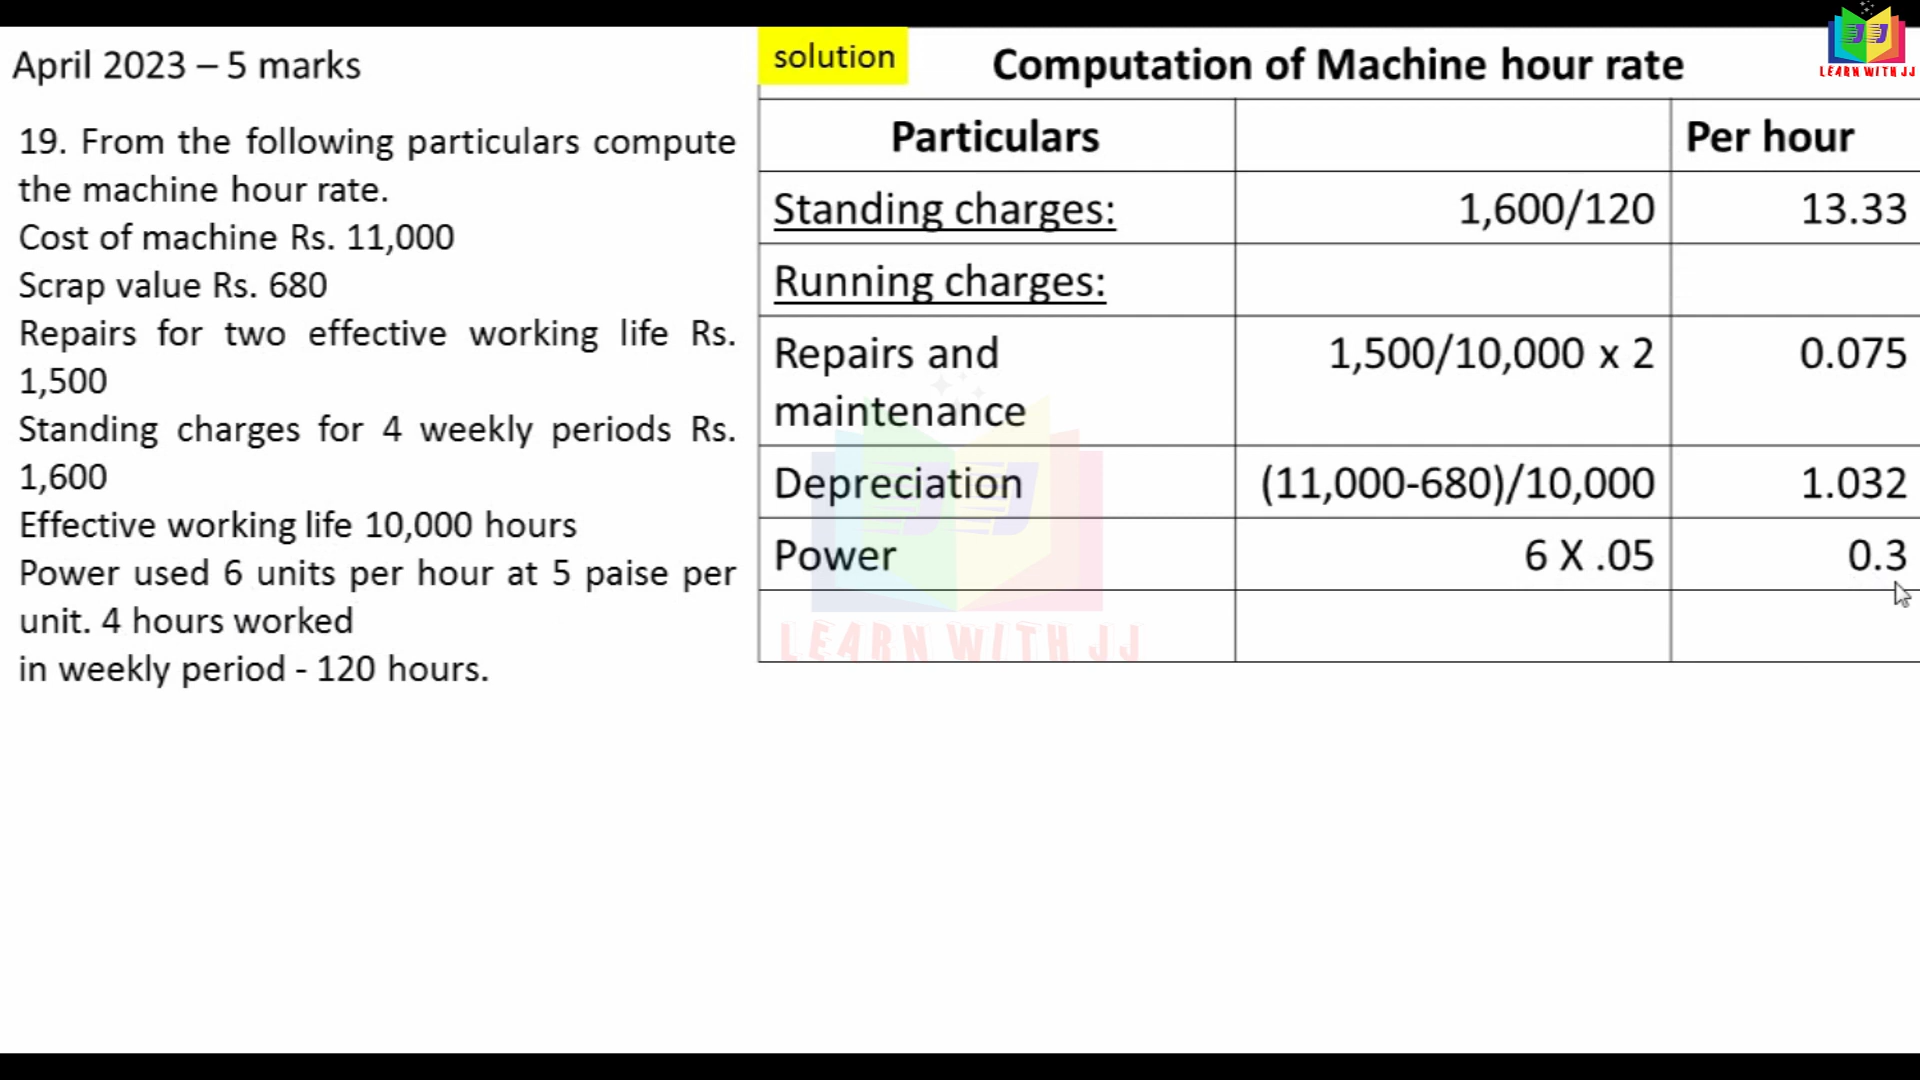 LEARN WITH JJ
April 2023 – 5 marks
19. From the following particulars compute
the machine hour rate.
Cost of machine Rs. 11,000
Scrap value Rs. 680
Repairs for two effective working life Rs.
1,500
Standing charges for 4 weekly periods Rs.
1,600
Effective working life 10,000 hours
Power used 6 units per hour at 5 paise per
unit. 4 hours worked
in weekly period - 120 hours.
solution
Computation of Machine hour rate
Particulars Per hour
Standing charges: 1,600/120 13.33
Running charges:
Repairs and 1,500/10,000 x 2 0.075
maintenance
Depreciation (11,000-680)/10,000 1.032
Power 6 X .05 0.3
JJ
LEARN WITH JJ